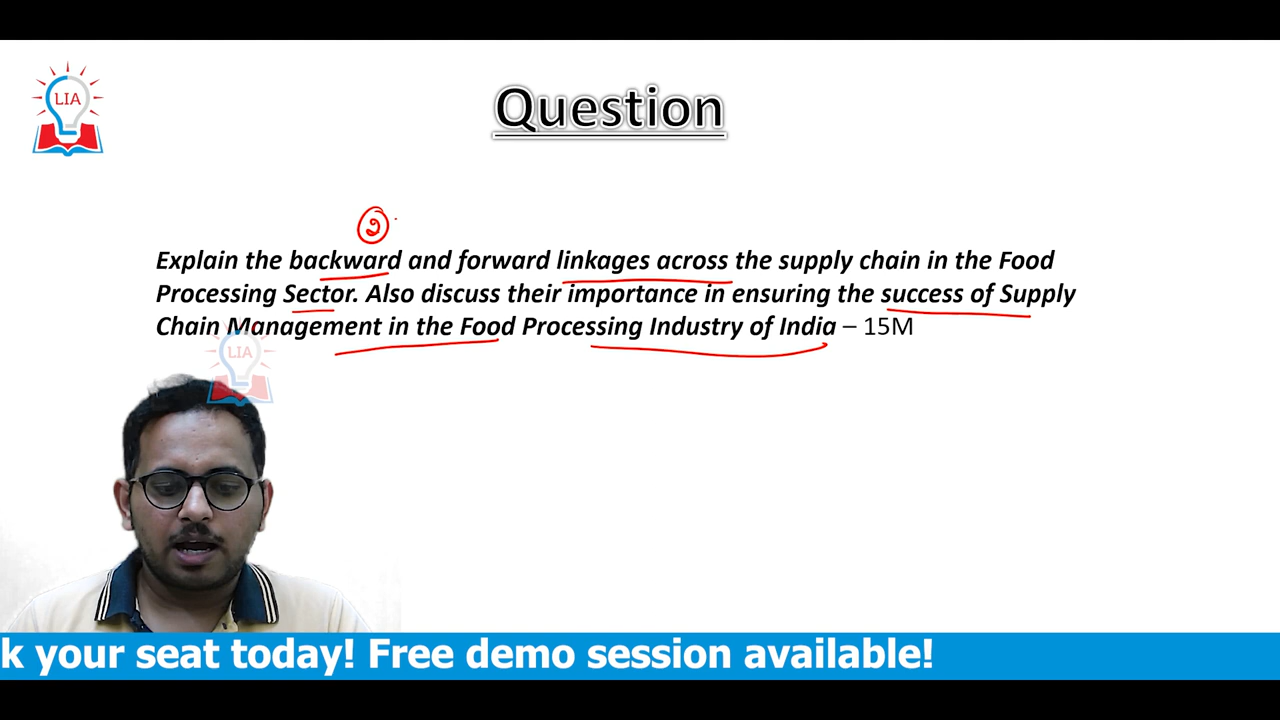 LIA
Question
Explain the backward and forward linkages across the supply chain in the Food
Processing Sector. Also discuss their importance in ensuring the success of Supply
Chain Management in the Food Processing Industry of India – 15M
LIA
k your seat today! Free demo session available!